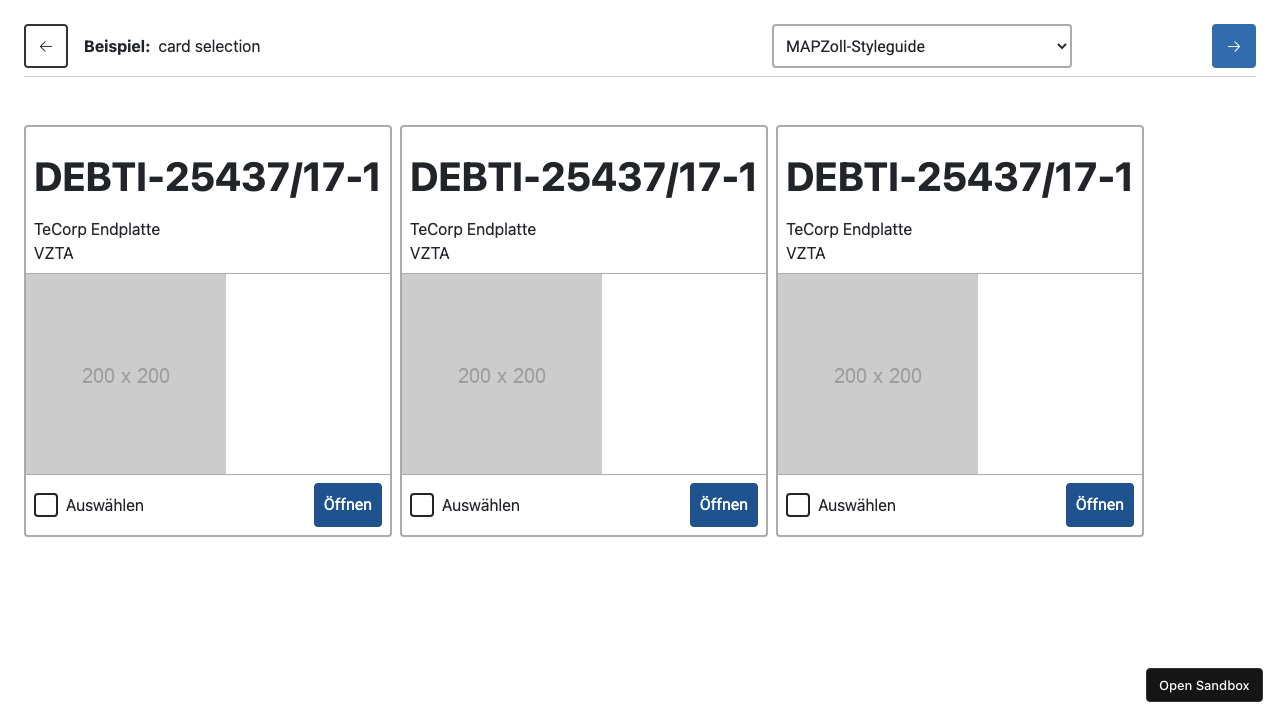 ← Beispiel: card selection MAPZoll-Styleguide →
DEBTI-25437/17-1
TeCorp Endplatte
VZTA
200 x 200
Auswählen Öffnen
DEBTI-25437/17-1
TeCorp Endplatte
VZTA
200 x 200
Auswählen Öffnen
DEBTI-25437/17-1
TeCorp Endplatte
VZTA
200 x 200
Auswählen Öffnen
Open Sandbox